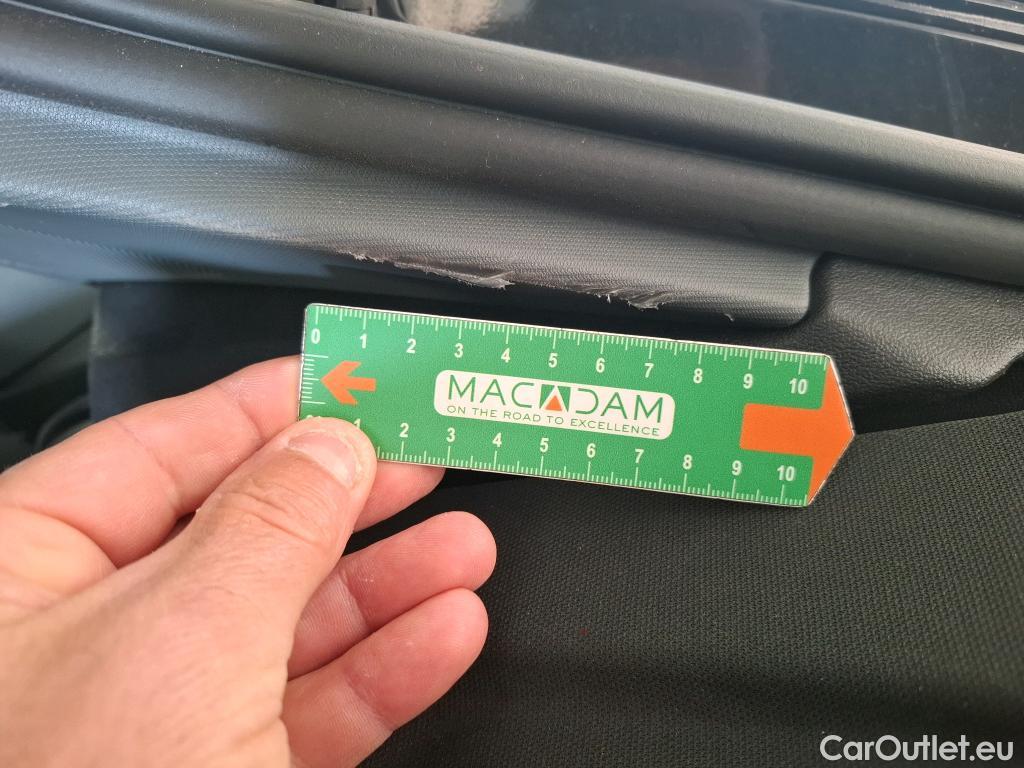 0 1 2 3 4 5 6 7 8 9 10
MACADAM
ON THE ROAD TO EXCELLENCE
1 2 3 4 5 6 7 8 9 10
CarOutlet.eu